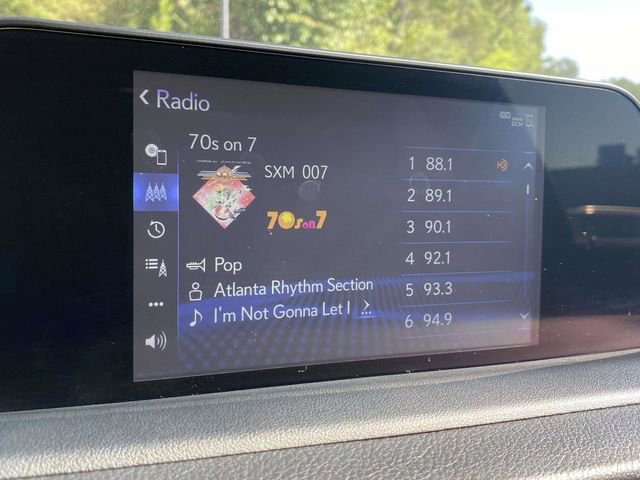 Radio
70s on 7
SXM 007
70s on 7
Pop
Atlanta Rhythm Section
I'm Not Gonna Let I ...
1 88.1
2 89.1
3 90.1
4 92.1
5 93.3
6 94.9
DCM